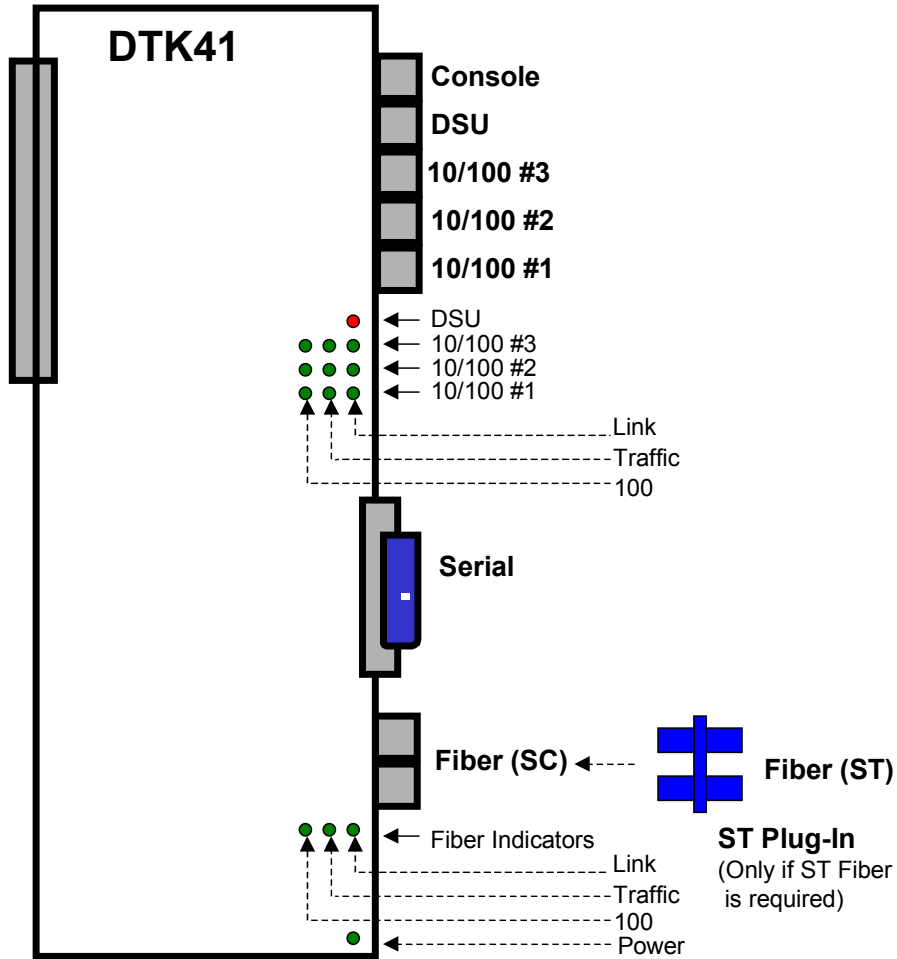 DTK41
Console
DSU
10/100 #3
10/100 #2
10/100 #1
DSU
10/100 #3
10/100 #2
10/100 #1
Link
Traffic
100
Serial
Fiber (SC)
Fiber (ST)
ST Plug-In
(Only if ST Fiber
is required)
Fiber Indicators
Link
Traffic
100
Power